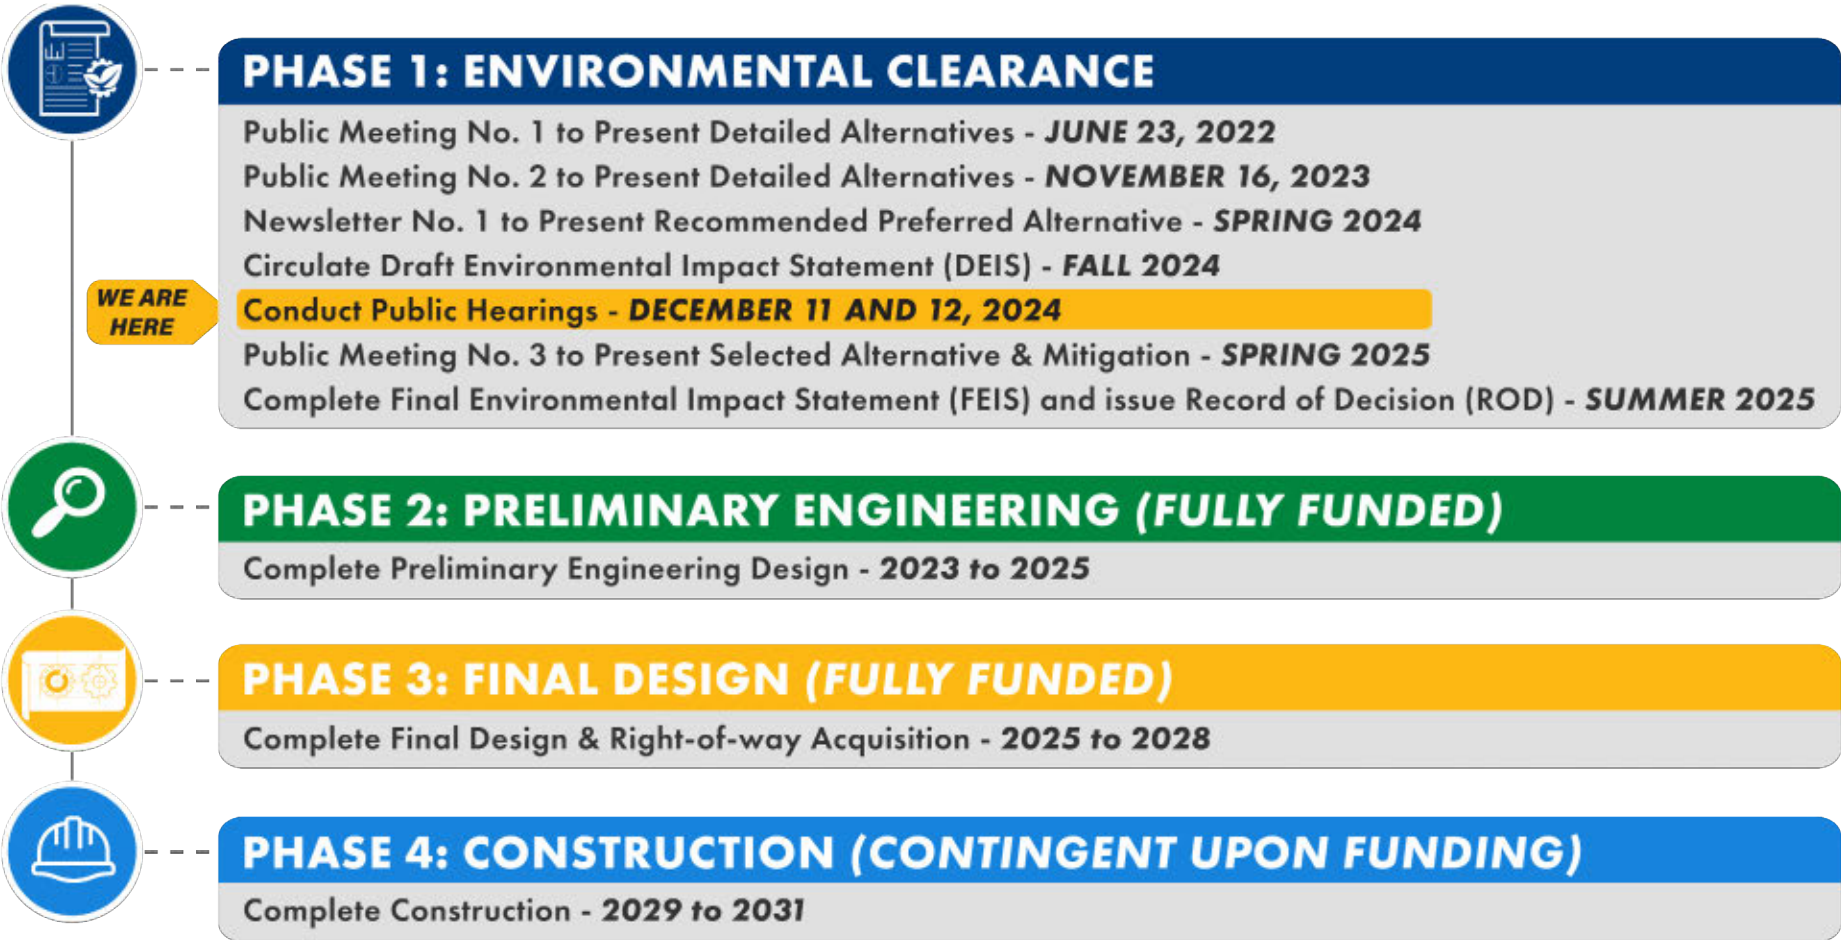 PHASE 1: ENVIRONMENTAL CLEARANCE
Public Meeting No. 1 to Present Detailed Alternatives - JUNE 23, 2022
Public Meeting No. 2 to Present Detailed Alternatives - NOVEMBER 16, 2023
Newsletter No. 1 to Present Recommended Preferred Alternative - SPRING 2024
Circulate Draft Environmental Impact Statement (DEIS) - FALL 2024
WE ARE
HERE
Conduct Public Hearings - DECEMBER 11 AND 12, 2024
Public Meeting No. 3 to Present Selected Alternative & Mitigation - SPRING 2025
Complete Final Environmental Impact Statement (FEIS) and issue Record of Decision (ROD) - SUMMER 2025
PHASE 2: PRELIMINARY ENGINEERING (FULLY FUNDED)
Complete Preliminary Engineering Design - 2023 to 2025
PHASE 3: FINAL DESIGN (FULLY FUNDED)
Complete Final Design & Right-of-way Acquisition - 2025 to 2028
PHASE 4: CONSTRUCTION (CONTINGENT UPON FUNDING)
Complete Construction - 2029 to 2031